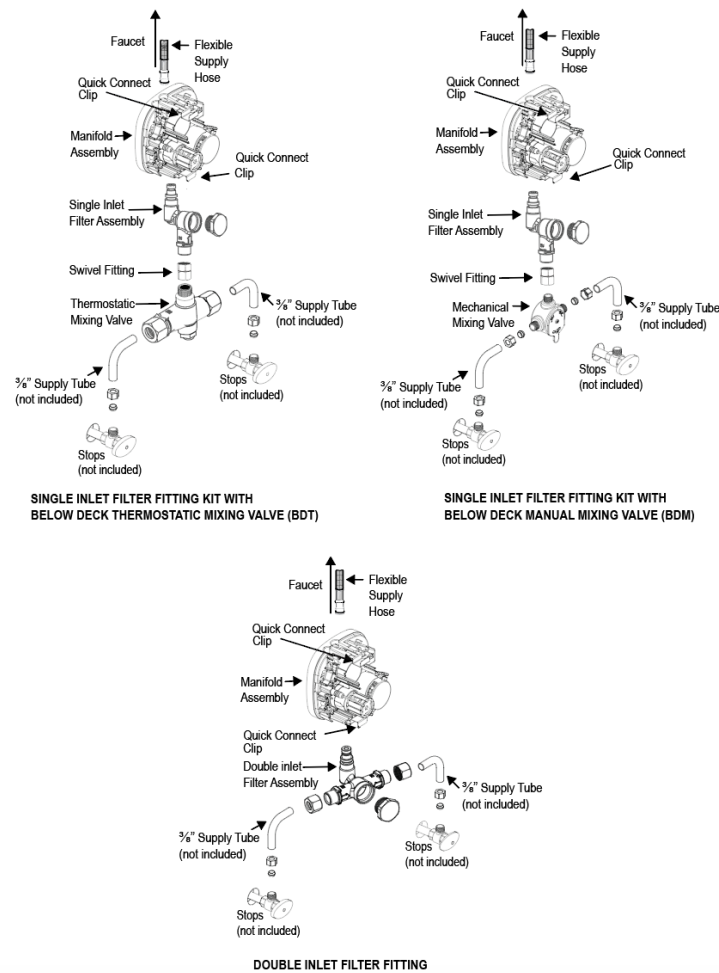 Faucet
Flexible
Supply
Hose
Quick Connect
Clip
Manifold
Assembly
Quick Connect
Clip
Single Inlet
Filter Assembly
Swivel Fitting
Thermostatic
Mixing Valve
⅜" Supply Tube
(not included)
Stops
(not included)
⅜" Supply Tube
(not included)
Stops
(not included)
SINGLE INLET FILTER FITTING KIT WITH
BELOW DECK THERMOSTATIC MIXING VALVE (BDT)
Faucet
Flexible
Supply
Hose
Quick Connect
Clip
Manifold
Assembly
Quick Connect
Clip
Single Inlet
Filter Assembly
Swivel Fitting
Mechanical
Mixing Valve
⅜" Supply Tube
(not included)
Stops
(not included)
⅜" Supply Tube
(not included)
Stops
(not included)
SINGLE INLET FILTER FITTING KIT WITH
BELOW DECK MANUAL MIXING VALVE (BDM)
Faucet
Flexible
Supply
Hose
Quick Connect
Clip
Manifold
Assembly
Quick Connect
Clip
Double inlet
Filter Assembly
⅜" Supply Tube
(not included)
Stops
(not included)
⅜" Supply Tube
(not included)
Stops
(not included)
DOUBLE INLET FILTER FITTING